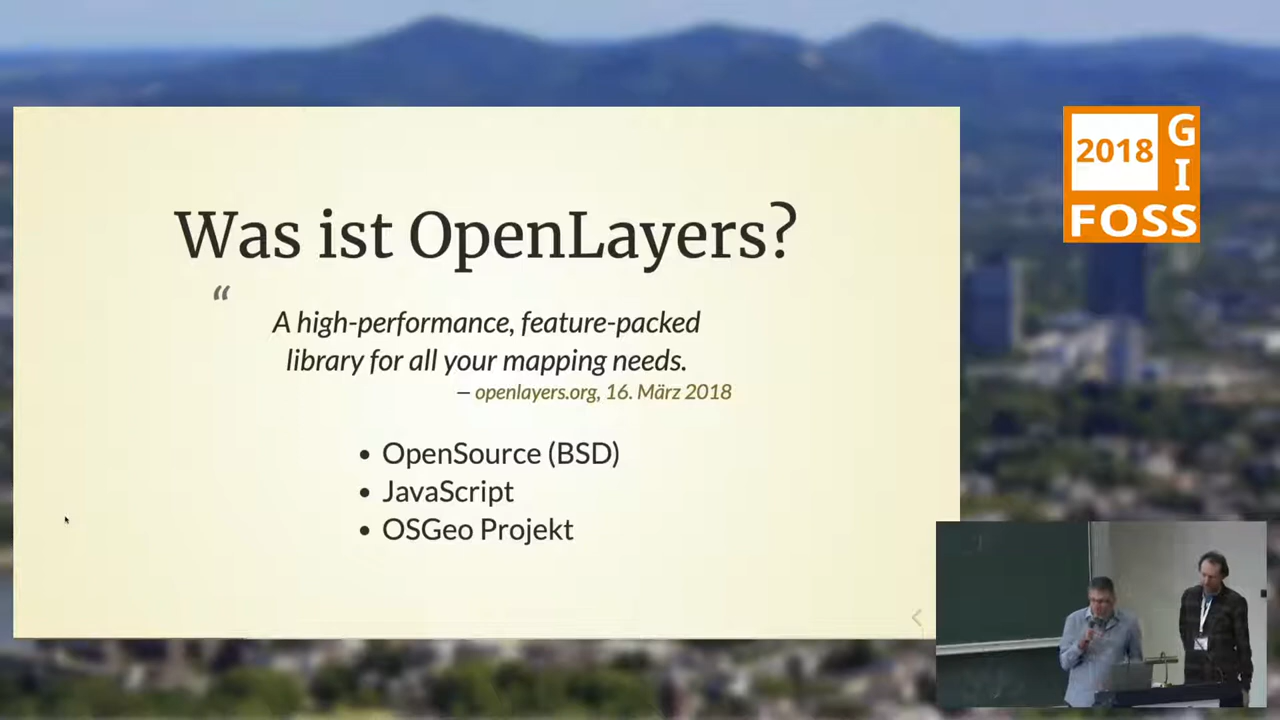 Was ist OpenLayers?
“
A high-performance, feature-packed
library for all your mapping needs.
— openlayers.org, 16. März 2018
• OpenSource (BSD)
• JavaScript
• OSGeo Projekt
2018
G
I
FOSS